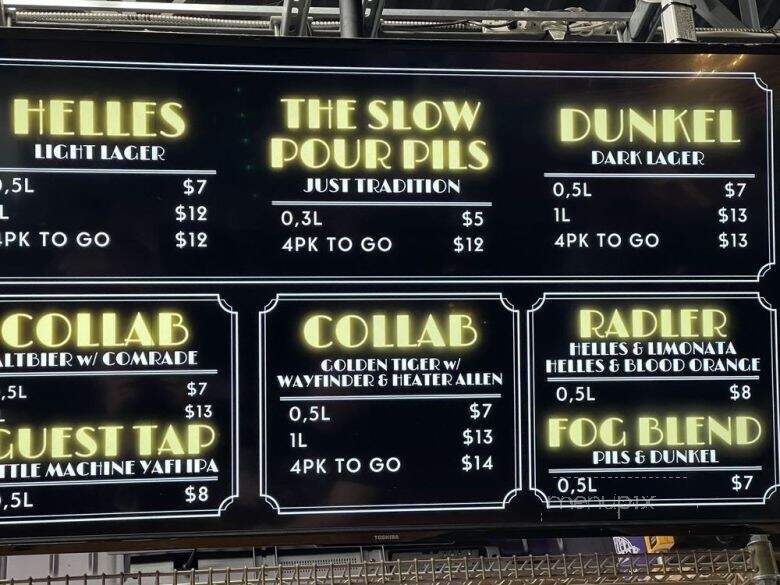 HELLES
LIGHT LAGER
,5L $7
L $12
4PK TO GO $12
THE SLOW
POUR PILS
JUST TRADITION
0,3L $5
4PK TO GO $12
DUNKEL
DARK LAGER
0,5L $7
1L $13
4PK TO GO $13
COLLAB
ALTBIER W/ COMRADE
,5L $7
$13
GUEST TAP
TTLE MACHINE YAFI IPA
,5L $8
COLLAB
GOLDEN TIGER W/
WAYFINDER & HEATER ALLEN
0,5L $7
1L $13
4PK TO GO $14
RADLER
HELLES & LIMONATA
HELLES & BLOOD ORANGE
0,5L $8
FOG BLEND
PILS & DUNKEL
0,5L $7
menupix
TOSHIBA